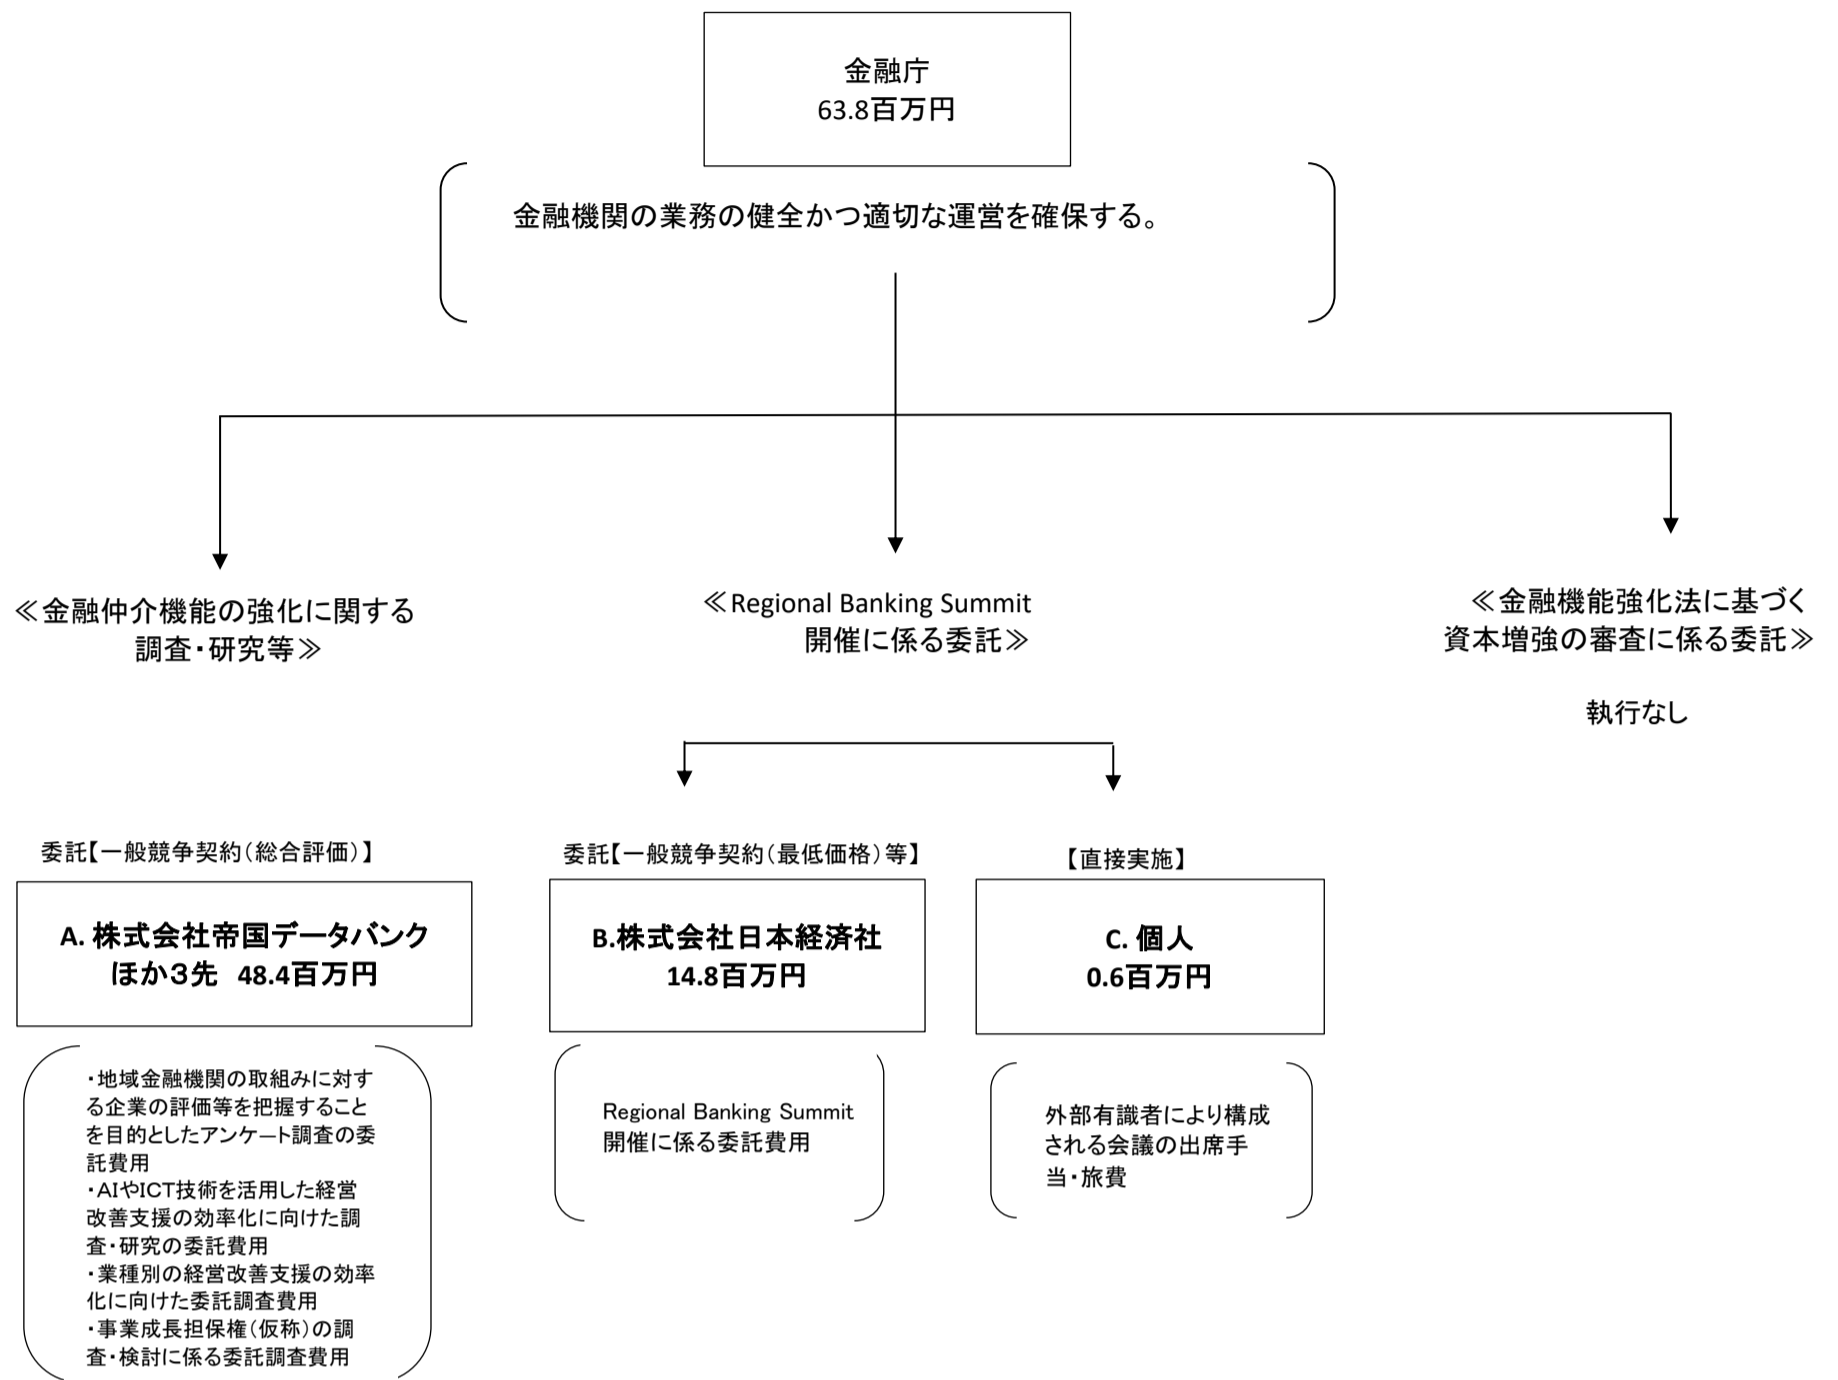 金融庁
63.8百万円
金融機関の業務の健全かつ適切な運営を確保する。
≪金融仲介機能の強化に関する
調査・研究等≫
≪Regional Banking Summit
開催に係る委託≫
≪金融機能強化法に基づく
資本増強の審査に係る委託≫
執行なし
委託【一般競争契約（総合評価）】
A. 株式会社帝国データバンク
ほか３先 48.4百万円
・地域金融機関の取組みに対す
る企業の評価等を把握すること
を目的としたアンケート調査の委
託費用
・AIやICT技術を活用した経営
改善支援の効率化に向けた調
査・研究の委託費用
・業種別の経営改善支援の効率
化に向けた委託調査費用
・事業成長担保権（仮称）の調
査・検討に係る委託調査費用
委託【一般競争契約（最低価格）等】
B.株式会社日本経済社
14.8百万円
Regional Banking Summit
開催に係る委託費用
【直接実施】
C. 個人
0.6百万円
外部有識者により構成
される会議の出席手
当・旅費